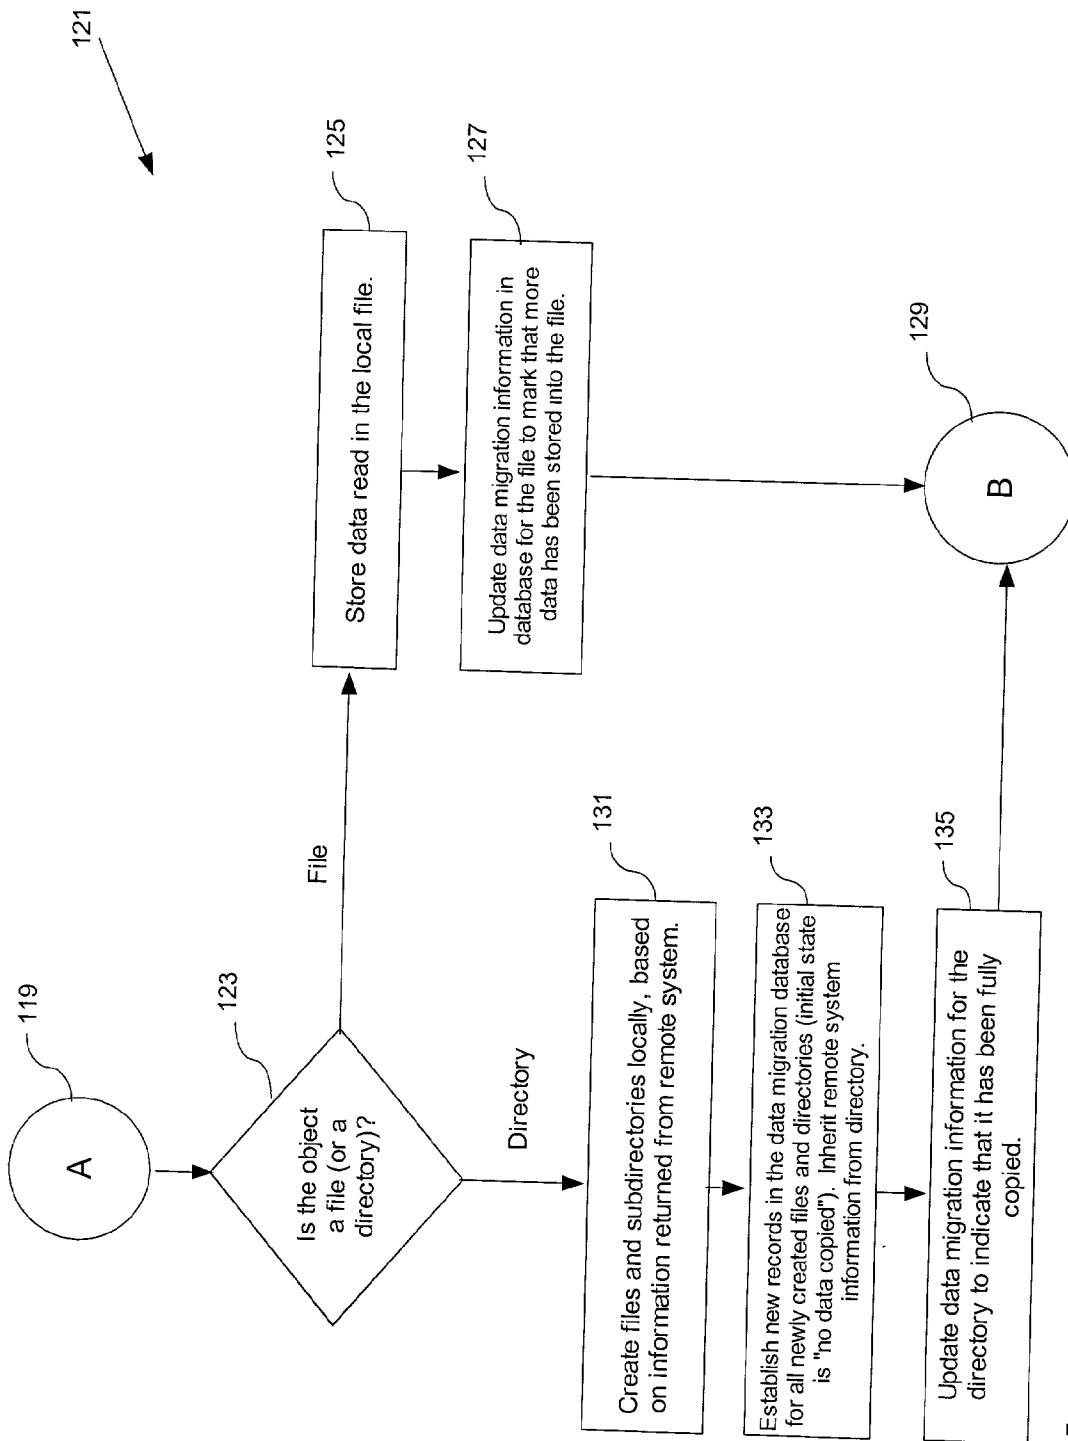 121
119
A
123
Is the object
a file (or a
directory)?
File
125
Store data read in the local file.
127
Update data migration information in
database for the file to mark that more
data has been stored into the file.
Directory
131
Create files and subdirectories locally, based
on information returned from remote system.
133
Establish new records in the data migration database
for all newly created files and directories (initial state
is "no data copied"). Inherit remote system
information from directory.
135
Update data migration information for the
directory to indicate that it has been fully
copied.
129
B